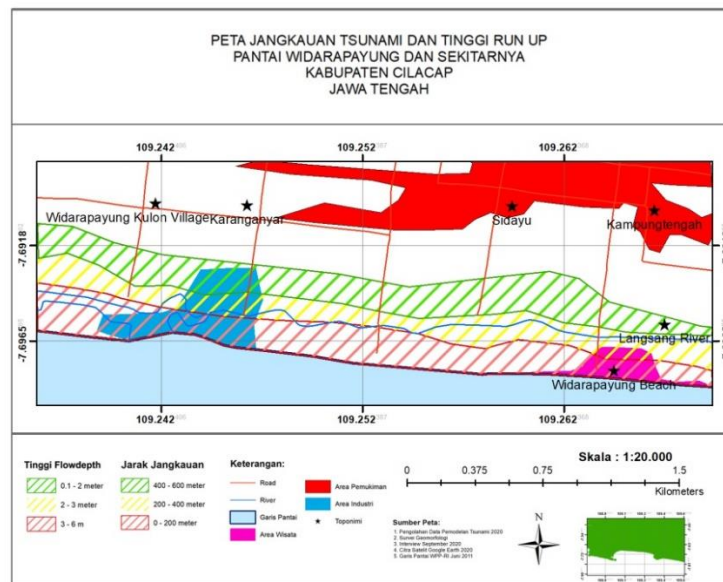 PETA JANGKAUAN TSUNAMI DAN TINGGI RUN UP
PANTAI WIDARAPAYUNG DAN SEKITARNYA
KABUPATEN CILACAP
JAWA TENGAH
109.242 109.252 109.262
Widarapayung Kulon Village Karanganyar Sidayu Kampungtengah
-7.6918
Langsang River
-7.6965
Widarapayung Beach
109.242 109.252 109.262
Tinggi Flowdepth
0.1 - 2 meter
2 - 3 meter
3 - 6 m
Jarak Jangkauan
400 - 600 meter
200 - 400 meter
0 - 200 meter
Keterangan:
Road
River
Garis Pantai
Area Wisata
Area Pemukiman
Area Industri
Toponimi
Skala : 1:20.000
0 0.375 0.75 1.5
Kilometers
Sumber Peta:
1. Pengolahan Data Pemodelan Tsunami 2020
2. Survei Geomorfologi
3. Interview September 2020
4. Citra Satelit Google Earth 2020
5. Garis Pantai WPP-RI Juni 2011
N